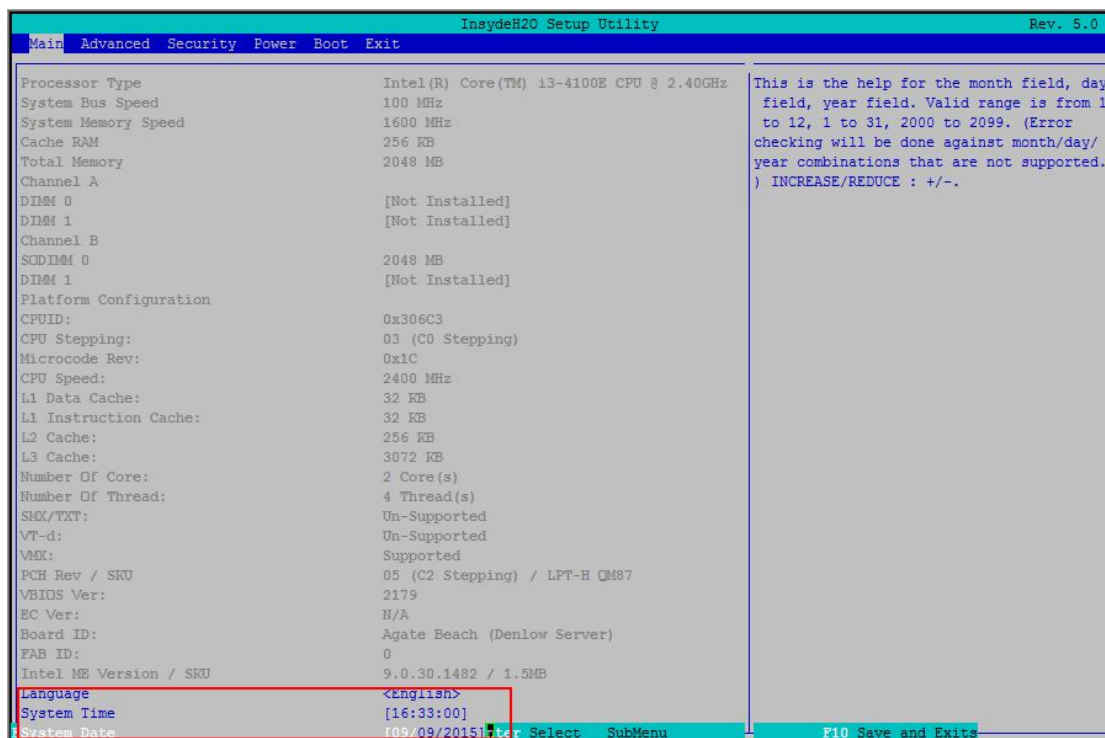 InsydeH2O Setup Utility Rev. 5.0
Main Advanced Security Power Boot Exit
Processor Type Intel(R) Core(TM) i3-4100E CPU @ 2.40GHz
System Bus Speed 100 MHz
System Memory Speed 1600 MHz
Cache RAM 256 KB
Total Memory 2048 MB
Channel A
DIMM 0 [Not Installed]
DIMM 1 [Not Installed]
Channel B
SODIMM 0 2048 MB
DIMM 1 [Not Installed]
Platform Configuration
CPUID: 0x306C3
CPU Stepping: 03 (C0 Stepping)
Microcode Rev: 0x1C
CPU Speed: 2400 MHz
L1 Data Cache: 32 KB
L1 Instruction Cache: 32 KB
L2 Cache: 256 KB
L3 Cache: 3072 KB
Number Of Core: 2 Core(s)
Number Of Thread: 4 Thread(s)
SMX/TXT: Un-Supported
VT-d: Un-Supported
VMX: Supported
PCH Rev / SKU 05 (C2 Stepping) / LPT-H QM87
VBIOS Ver: 2179
EC Ver: N/A
Board ID: Agate Beach (Denlow Server)
FAB ID: 0
Intel ME Version / SKU 9.0.30.1482 / 1.5MB
Language <English>
System Time [16:33:00]
System Date [09/09/2015] ter Select SubMenu F10 Save and Exits
This is the help for the month field, day
field, year field. Valid range is from 1
to 12, 1 to 31, 2000 to 2099. (Error
checking will be done against month/day/
year combinations that are not supported.
) INCREASE/REDUCE : +/-.